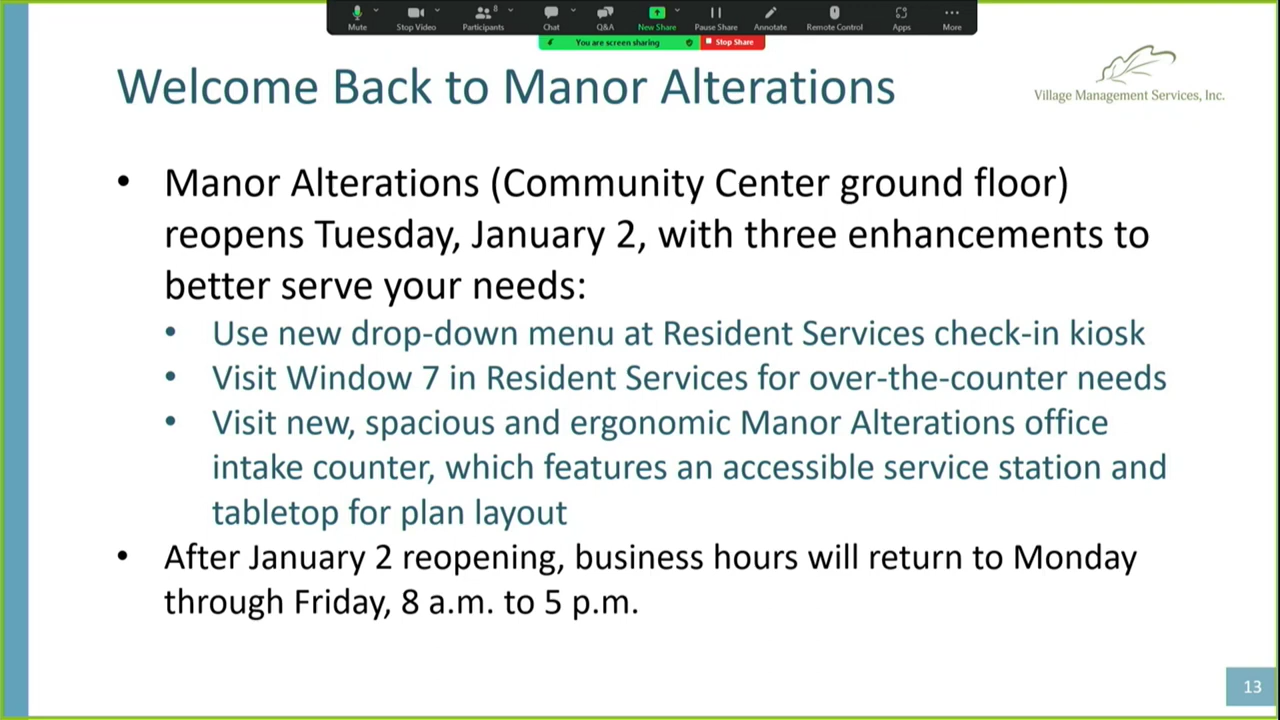 Mute
Stop Video
Participants
8
Chat
Q&A
New Share
Pause Share
Annotate
Remote Control
Apps
More
You are screen sharing
Stop Share
Welcome Back to Manor Alterations
Village Management Services, Inc.
• Manor Alterations (Community Center ground floor)
reopens Tuesday, January 2, with three enhancements to
better serve your needs:
• Use new drop-down menu at Resident Services check-in kiosk
• Visit Window 7 in Resident Services for over-the-counter needs
• Visit new, spacious and ergonomic Manor Alterations office
intake counter, which features an accessible service station and
tabletop for plan layout
• After January 2 reopening, business hours will return to Monday
through Friday, 8 a.m. to 5 p.m.
13